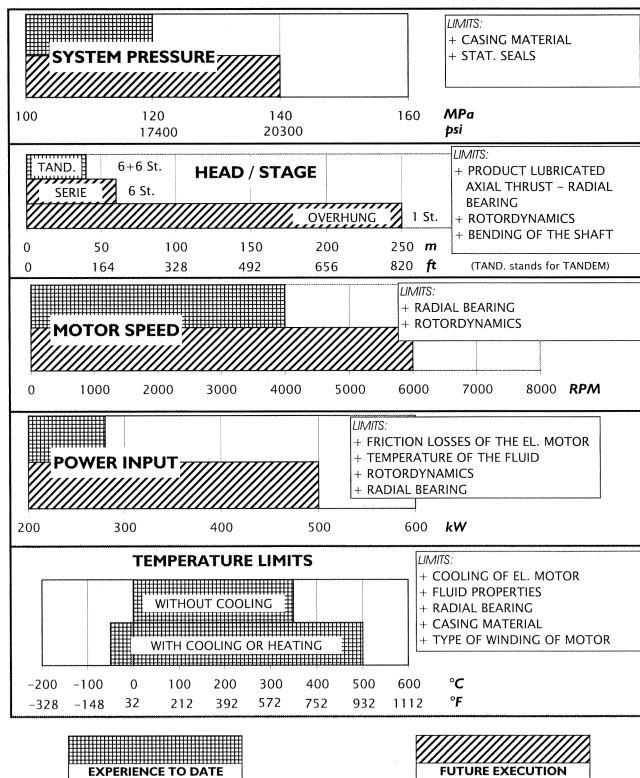 LIMITS:
+ CASING MATERIAL
+ STAT. SEALS
SYSTEM PRESSURE
100 120 140 160 MPa
17400 20300 psi
TAND. 6+6 St.
HEAD / STAGE
SERIE 6 St.
OVERHUNG 1 St.
LIMITS:
+ PRODUCT LUBRICATED
AXIAL THRUST – RADIAL
BEARING
+ ROTORDYNAMICS
+ BENDING OF THE SHAFT
0 50 100 150 200 250 m
0 164 328 492 656 820 ft
(TAND. stands for TANDEM)
LIMITS:
+ RADIAL BEARING
+ ROTORDYNAMICS
MOTOR SPEED
0 1000 2000 3000 4000 5000 6000 7000 8000 RPM
LIMITS:
+ FRICTION LOSSES OF THE EL. MOTOR
+ TEMPERATURE OF THE FLUID
+ ROTORDYNAMICS
+ RADIAL BEARING
POWER INPUT
200 300 400 500 600 kW
TEMPERATURE LIMITS
LIMITS:
+ COOLING OF EL. MOTOR
+ FLUID PROPERTIES
+ RADIAL BEARING
+ CASING MATERIAL
+ TYPE OF WINDING OF MOTOR
WITHOUT COOLING
WITH COOLING OR HEATING
−200 −100 0 100 200 300 400 500 600 °C
−328 −148 32 212 392 572 752 932 1112 °F
EXPERIENCE TO DATE
FUTURE EXECUTION